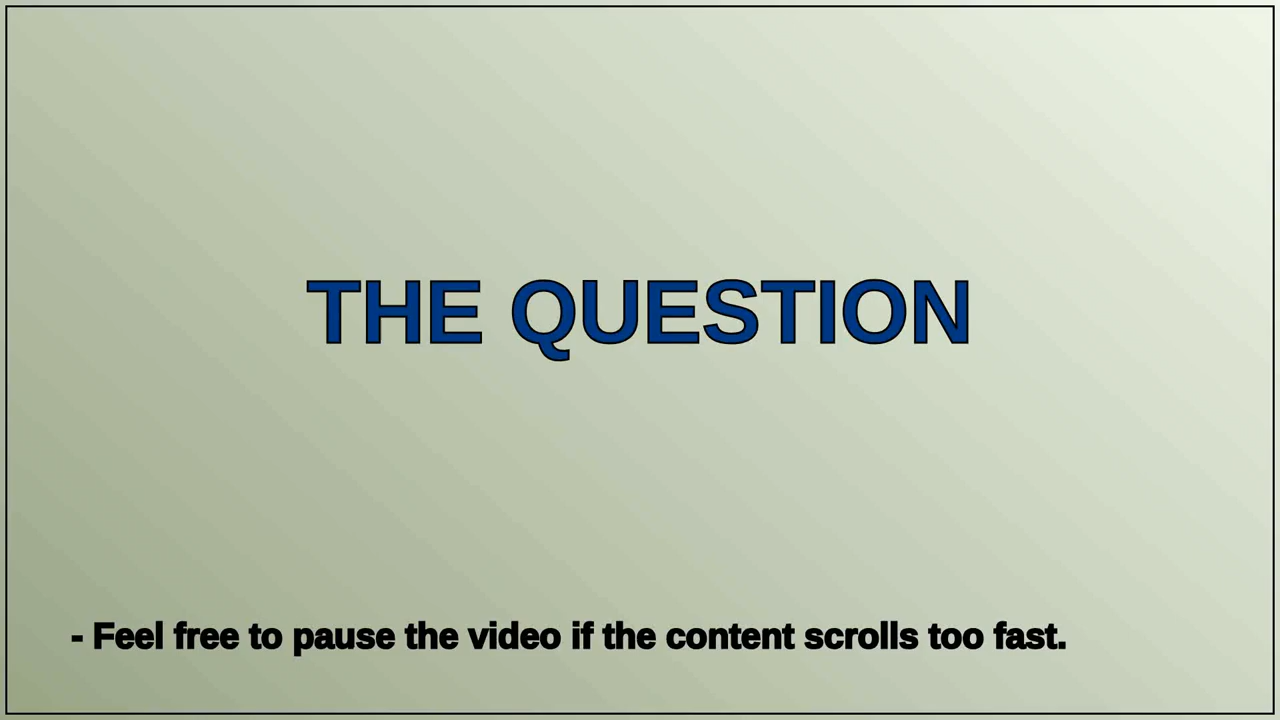 THE QUESTION
- Feel free to pause the video if the content scrolls too fast.